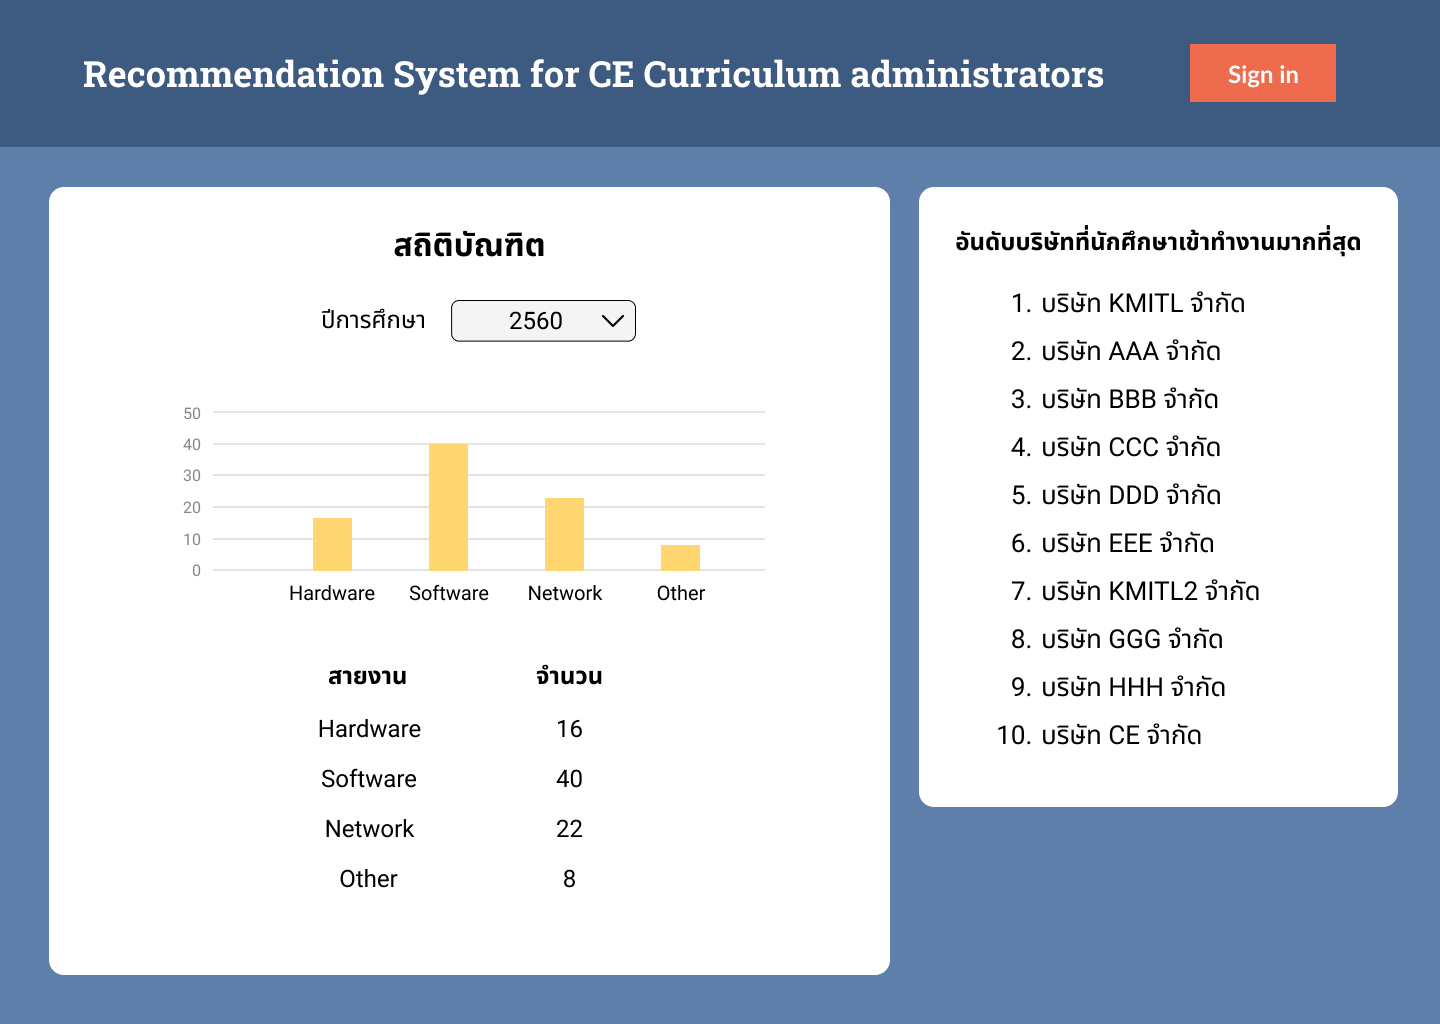 Recommendation System for CE Curriculum administrators
Sign in
สถิติบัณฑิต
ปีการศึกษา 2560
50
40
30
20
10
0
Hardware Software Network Other
สายงาน จำนวน
Hardware 16
Software 40
Network 22
Other 8
อันดับบริษัทที่นักศึกษาเข้าทำงานมากที่สุด
1. บริษัท KMITL จำกัด
2. บริษัท AAA จำกัด
3. บริษัท BBB จำกัด
4. บริษัท CCC จำกัด
5. บริษัท DDD จำกัด
6. บริษัท EEE จำกัด
7. บริษัท KMITL2 จำกัด
8. บริษัท GGG จำกัด
9. บริษัท HHH จำกัด
10. บริษัท CE จำกัด